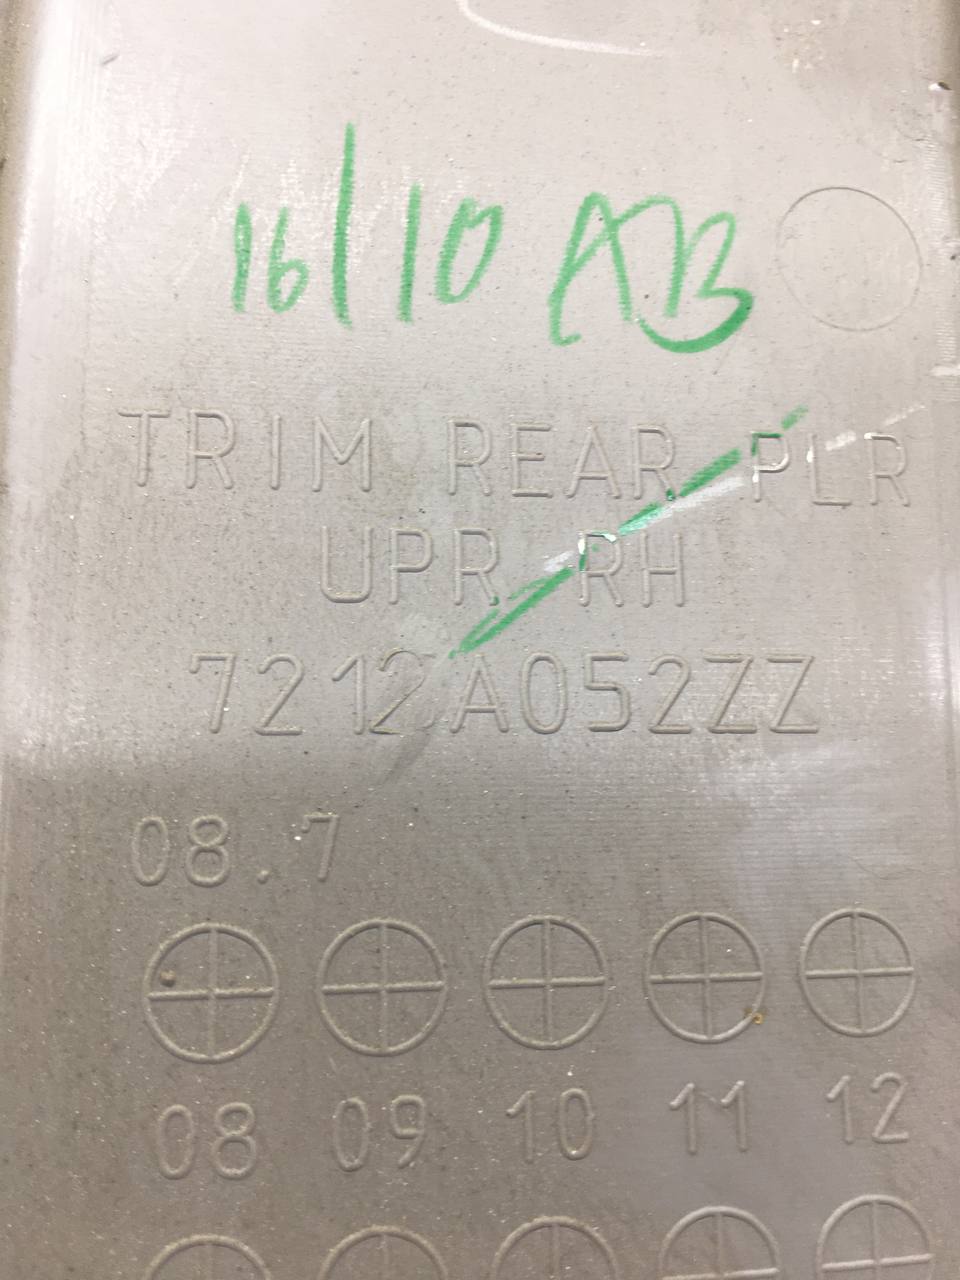 16/10 AB
TRIM REAR PLR
UPR RH
7212A052ZZ
08.7
08 09 10 11 12